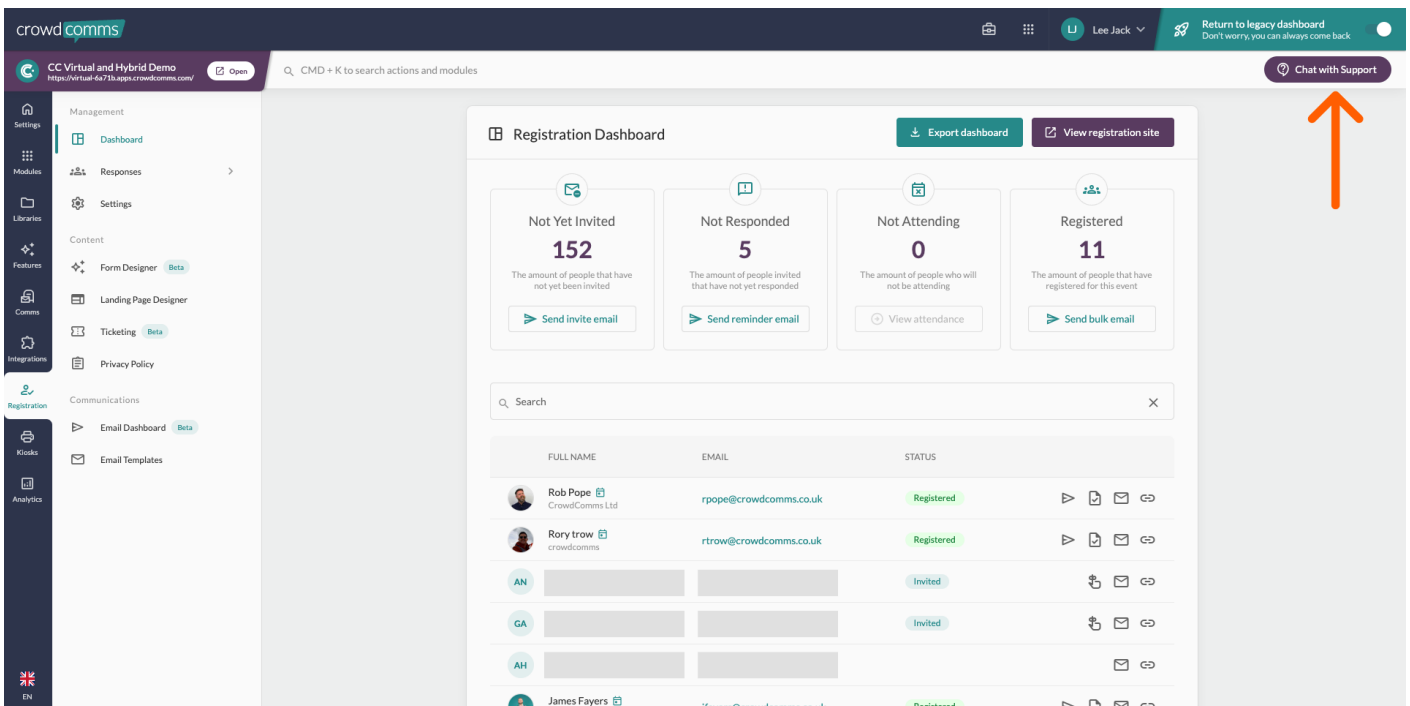 crowdcomms
LJ Lee Jack
Return to legacy dashboard
Don't worry, you can always come back
CC Virtual and Hybrid Demo
https://virtual-6a71b.apps.crowdcomms.com/
Open
CMD + K to search actions and modules
Chat with Support
Settings
Modules
Libraries
Features
Comms
Integrations
Registration
Kiosks
Analytics
EN
Management
Dashboard
Responses
Settings
Content
Form Designer Beta
Landing Page Designer
Ticketing Beta
Privacy Policy
Communications
Email Dashboard Beta
Email Templates
Registration Dashboard
Export dashboard
View registration site
Not Yet Invited
152
The amount of people that have
not yet been invited
Send invite email
Not Responded
5
The amount of people invited
that have not yet responded
Send reminder email
Not Attending
0
The amount of people who will
not be attending
View attendance
Registered
11
The amount of people that have
registered for this event
Send bulk email
Search
FULL NAME EMAIL STATUS
Rob Pope
CrowdComms Ltd
rpope@crowdcomms.co.uk
Registered
Rory trow
crowdcomms
rtrow@crowdcomms.co.uk
Registered
AN Invited
GA Invited
AH
James Fayers